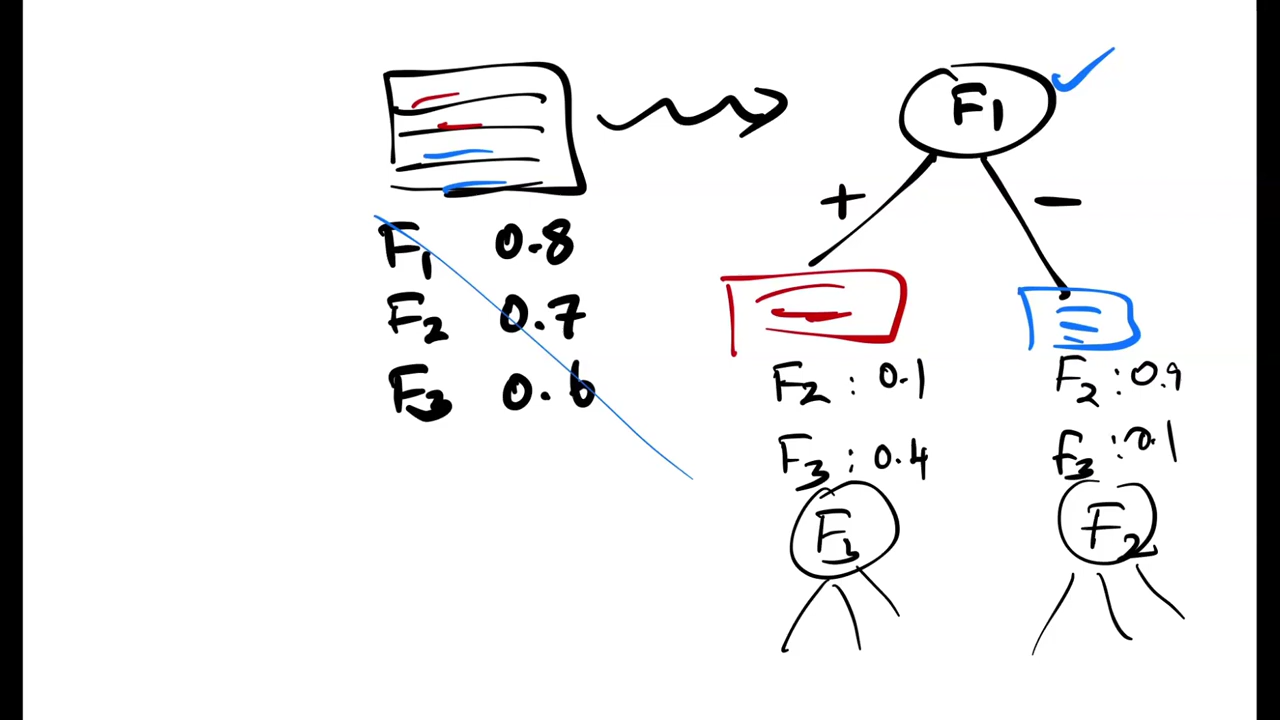 F1
+ -
F1 0.8
F2 0.7
F3 0.6
F2 : 0.1
F3 : 0.4
F3
F2 : 0.9
F3 : 0.1
F2